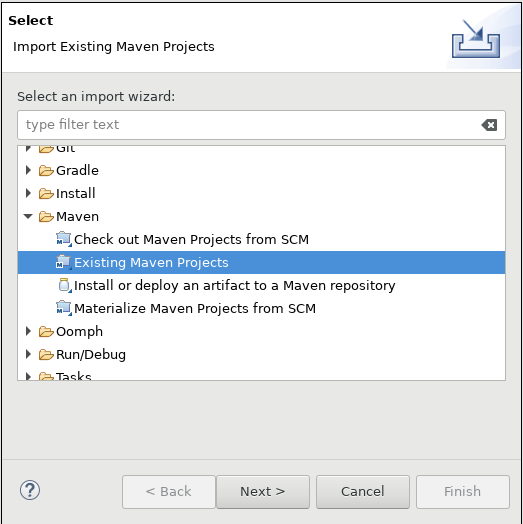 Select
Import Existing Maven Projects
Select an import wizard:
type filter text
Git
Gradle
Install
Maven
Check out Maven Projects from SCM
Existing Maven Projects
Install or deploy an artifact to a Maven repository
Materialize Maven Projects from SCM
Oomph
Run/Debug
Tasks
?
< Back
Next >
Cancel
Finish